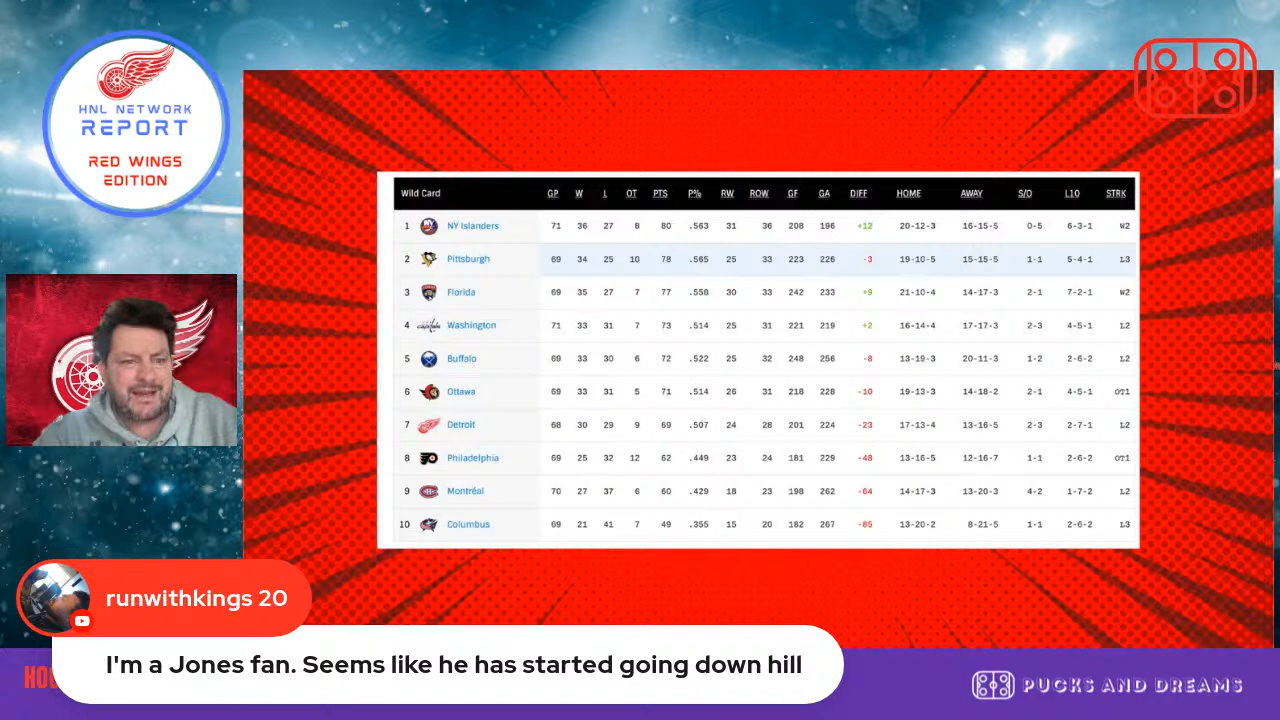 HNL NETWORK
REPORT
RED WINGS
EDITION
Wild Card GP W L OT PTS P% RW ROW GF GA DIFF HOME AWAY S/O L10 STRK
1 NY Islanders 71 36 27 8 80 .563 31 36 208 196 +12 20-12-3 16-15-5 0-5 6-3-1 W2
2 Pittsburgh 69 34 25 10 78 .565 25 33 223 226 -3 19-10-5 15-15-5 1-1 5-4-1 L3
3 Florida 69 35 27 7 77 .558 30 33 242 233 +9 21-10-4 14-17-3 2-1 7-2-1 W2
4 Washington 71 33 31 7 73 .514 25 31 221 219 +2 16-14-4 17-17-3 2-3 4-5-1 L2
5 Buffalo 69 33 30 6 72 .522 25 32 248 256 -8 13-19-3 20-11-3 1-2 2-6-2 L2
6 Ottawa 69 33 31 5 71 .514 26 31 218 228 -10 19-13-3 14-18-2 2-1 4-5-1 OT1
7 Detroit 68 30 29 9 69 .507 24 28 201 224 -23 17-13-4 13-16-5 2-3 2-7-1 L2
8 Philadelphia 69 25 32 12 62 .449 23 24 181 229 -48 13-16-5 12-16-7 1-1 2-6-2 OT1
9 Montréal 70 27 37 6 60 .429 18 23 198 262 -64 14-17-3 13-20-3 4-2 1-7-2 L2
10 Columbus 69 21 41 7 49 .355 15 20 182 267 -85 13-20-2 8-21-5 1-1 2-6-2 L3
runwithkings 20
I'm a Jones fan. Seems like he has started going down hill
PUCKS AND DREAMS